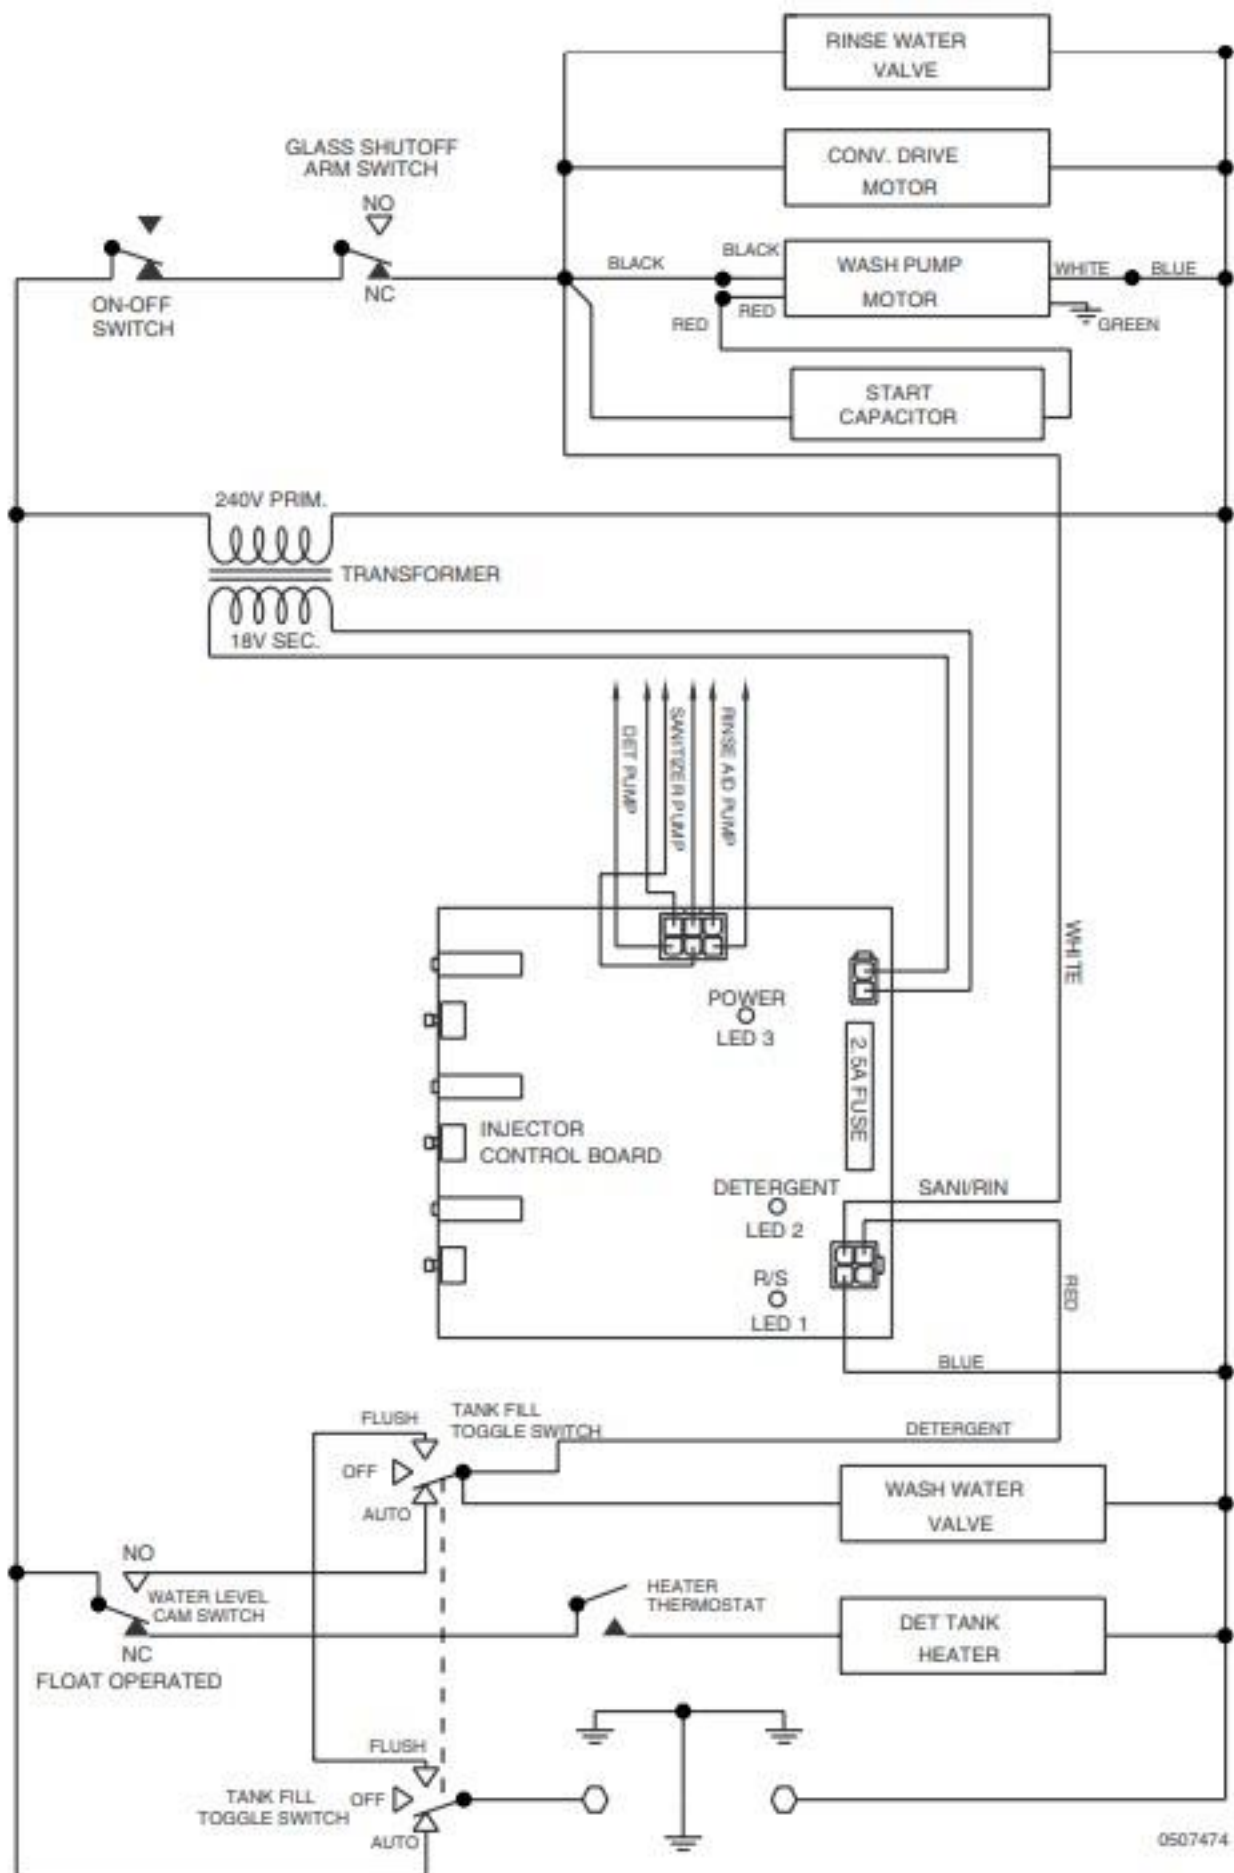 RINSE WATER
VALVE
GLASS SHUTOFF
ARM SWITCH
CONV. DRIVE
MOTOR
NO
NC
ON-OFF
SWITCH
BLACK
BLACK
WASH PUMP
MOTOR
WHITE
BLUE
RED
RED
GREEN
START
CAPACITOR
240V PRIM.
TRANSFORMER
18V SEC.
DET PUMP
SANITIZER PUMP
RINSE AID PUMP
WHITE
POWER
LED 3
2.5A FUSE
INJECTOR
CONTROL BOARD
DETERGENT
LED 2
SANI/RIN
R/S
LED 1
RED
BLUE
FLUSH
TANK FILL
TOGGLE SWITCH
DETERGENT
OFF
AUTO
WASH WATER
VALVE
NO
WATER LEVEL
CAM SWITCH
NC
FLOAT OPERATED
HEATER
THERMOSTAT
DET TANK
HEATER
FLUSH
TANK FILL
TOGGLE SWITCH
OFF
AUTO
0507474